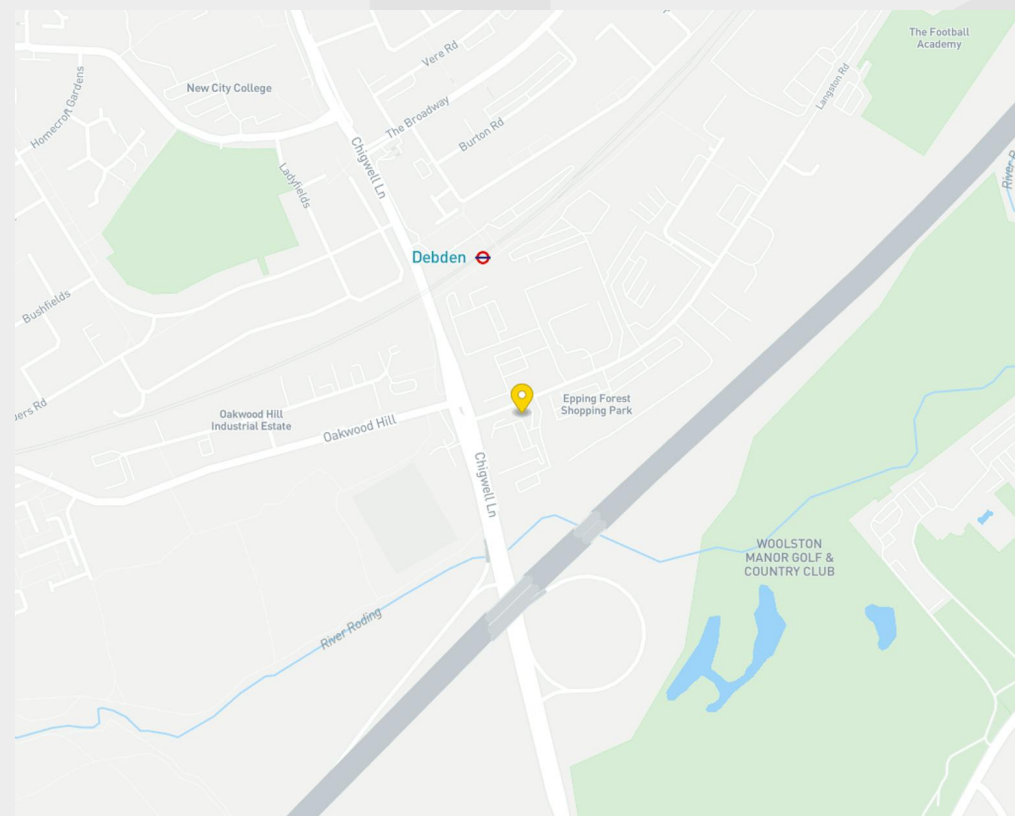 The Football
Academy
Vere Rd
Langston Rd
New City College
Homecroft Gardens
The Broadway
Burton Rd
Chigwell Ln
Ladyfields
Debden
Bushfields
Epping Forest
Shopping Park
Oakwood Hill
Industrial Estate
Oakwood Hill
Chigwell Ln
WOOLSTON
MANOR GOLF &
COUNTRY CLUB
River Roding